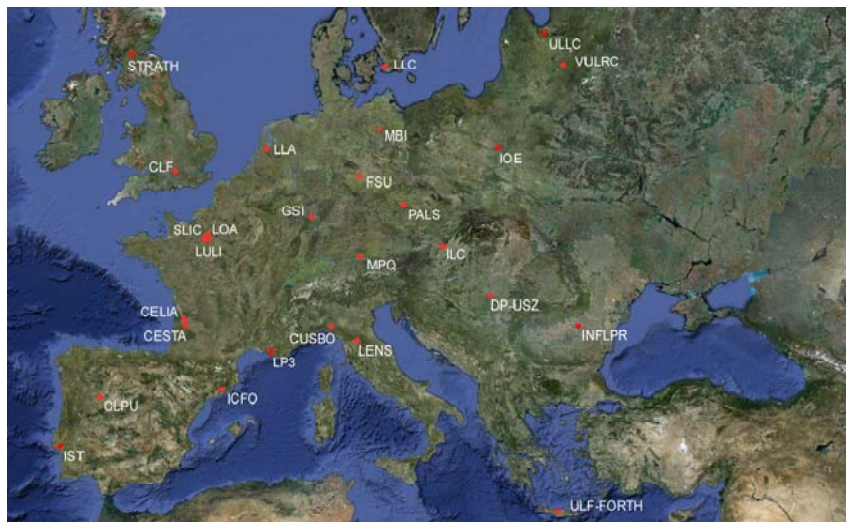 ULLC
STRATH
LLC
VULRC
MBI
LLA
IOE
CLF
FSU
GSI
PALS
SLIC LOA
LULI
ILC
MPQ
DP-USZ
CELIA
CESTA
CUSBO
INFLPR
LENS
LP3
ICFO
CLPU
IST
ULF-FORTH